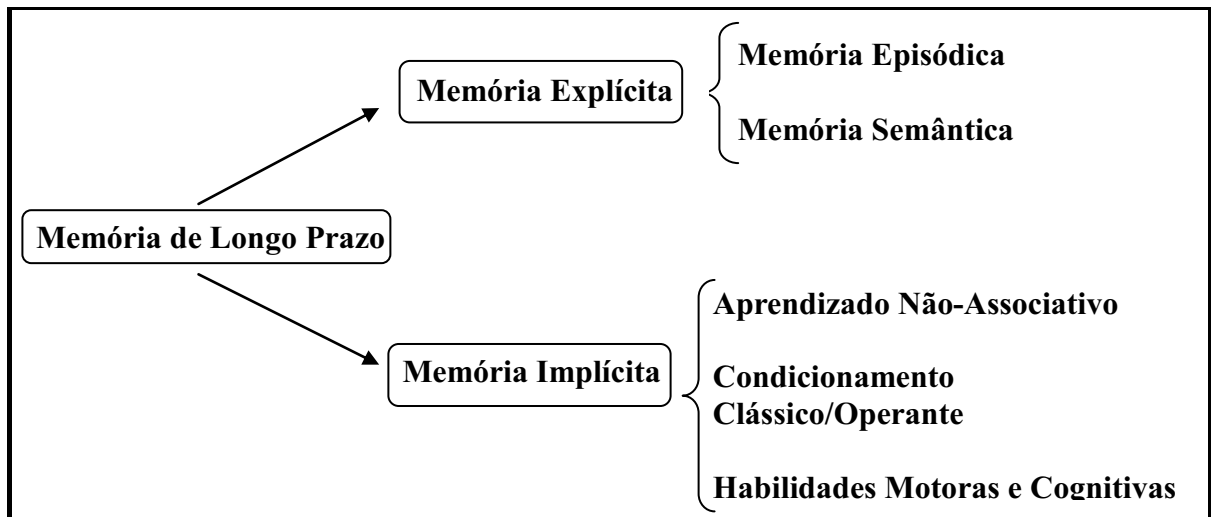 Memória Explícita
Memória Episódica
Memória Semântica
Memória de Longo Prazo
Memória Implícita
Aprendizado Não-Associativo
Condicionamento
Clássico/Operante
Habilidades Motoras e Cognitivas